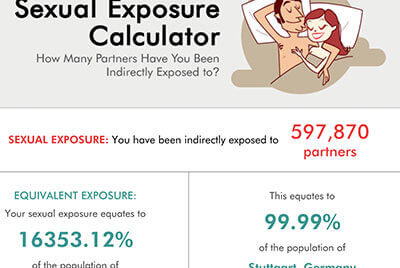 Sexual Exposure
Calculator
How Many Partners Have You Been
Indirectly Exposed to?
SEXUAL EXPOSURE: You have been indirectly exposed to 597,870
partners
EQUIVALENT EXPOSURE:
Your sexual exposure equates to
16353.12%
of the population of
This equates to
99.99%
of the population of
Stuttgart, Germany